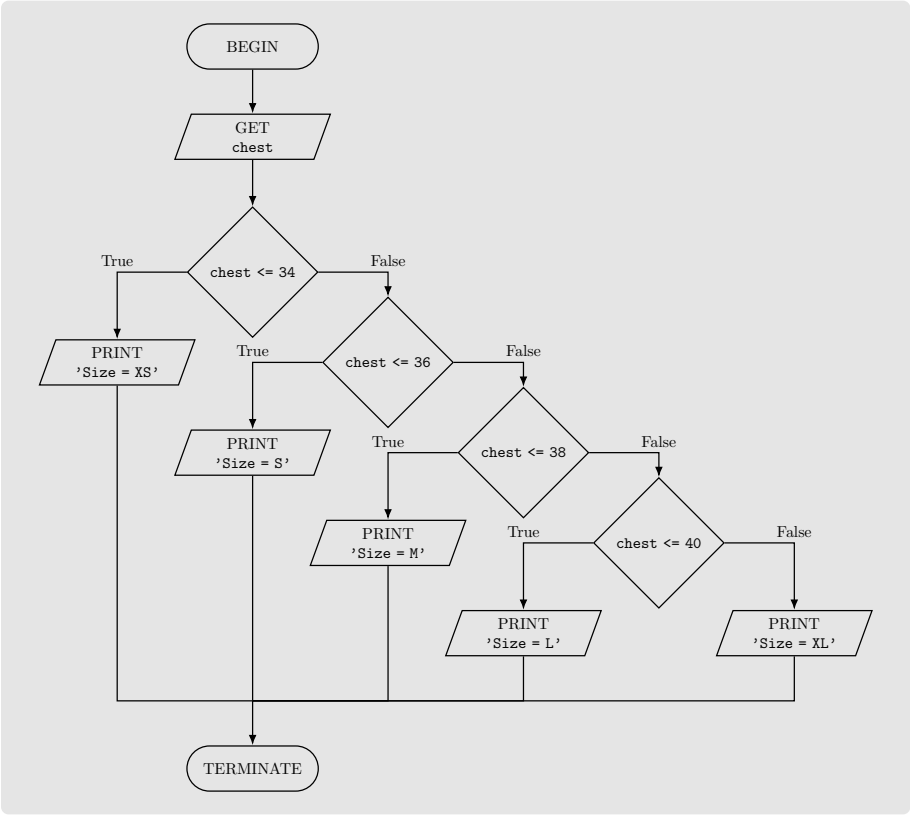 BEGIN
GET
chest
chest <= 34
True
False
PRINT
'Size = XS'
chest <= 36
True
False
PRINT
'Size = S'
chest <= 38
True
False
PRINT
'Size = M'
chest <= 40
True
False
PRINT
'Size = L'
PRINT
'Size = XL'
TERMINATE